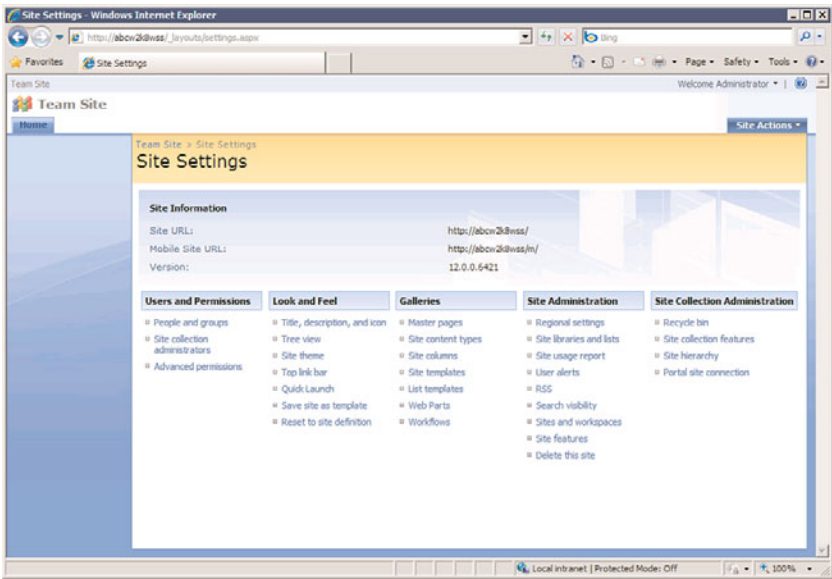 Site Settings - Windows Internet Explorer
http://abcw2k8wss/_layouts/settings.aspx
Bing
Favorites
Site Settings
Page
Safety
Tools
Team Site
Welcome Administrator
Team Site
Home
Site Actions
Team Site > Site Settings
Site Settings
Site Information
Site URL: http://abcw2k8wss/
Mobile Site URL: http://abcw2k8wss/m/
Version: 12.0.0.6421
Users and Permissions
People and groups
Site collection
administrators
Advanced permissions
Look and Feel
Title, description, and icon
Tree view
Site theme
Top link bar
Quick Launch
Save site as template
Reset to site definition
Galleries
Master pages
Site content types
Site columns
Site templates
List templates
Web Parts
Workflows
Site Administration
Regional settings
Site libraries and lists
Site usage report
User alerts
RSS
Search visibility
Sites and workspaces
Site features
Delete this site
Site Collection Administration
Recycle bin
Site collection features
Site hierarchy
Portal site connection
Local intranet | Protected Mode: Off
100%